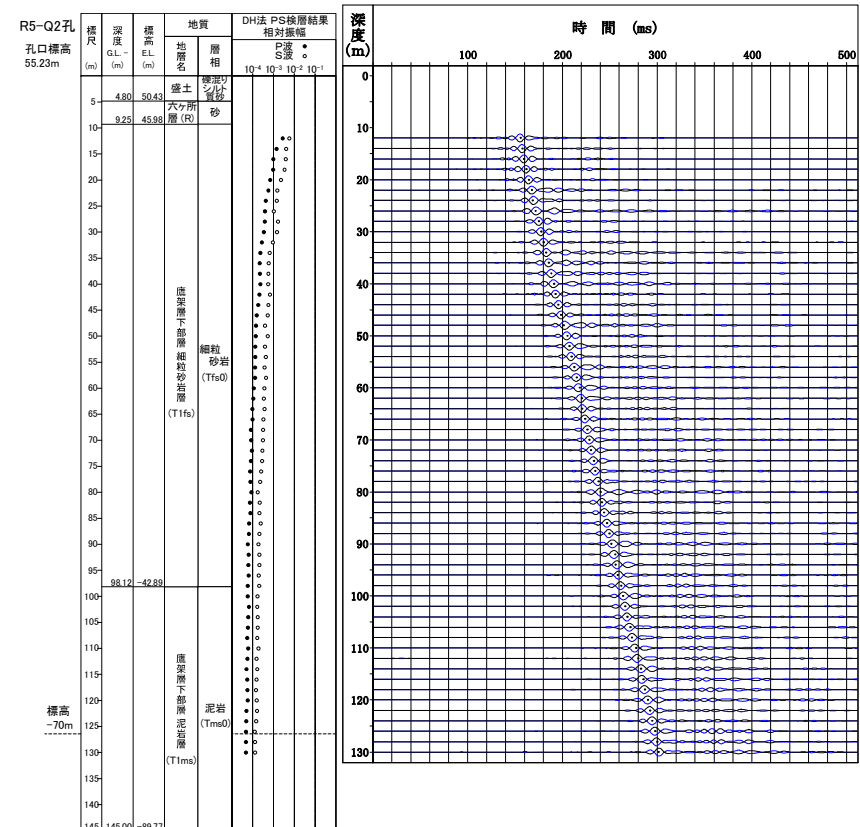 R5-Q2孔
孔口標高
55.23m
標尺
(m)
深度
G.L. -
(m)
標高
E.L.
(m)
地質
地層名
層相
DH法 PS検層結果
相対振幅
P波 ●
S波 ○
10-4 10-3 10-2 10-1
盛土
礫混り
シルト
質砂
4.80 50.43
六ヶ所
層(R)
砂
9.25 45.98
5
10
15
20
25
30
35
40
45
50
55
60
65
70
75
80
85
90
95
100
105
110
115
120
125
130
135
140
145
鷹架層下部層 細粒砂岩層
(T1fs)
細粒
砂岩
(Tfs0)
98.12 -42.89
鷹架層下部層 泥岩層
(T1ms)
泥岩
(Tms0)
標高
-70m
145.00 -89.77
深度
(m)
時 間 (ms)
0 100 200 300 400 500
0
10
20
30
40
50
60
70
80
90
100
110
120
130